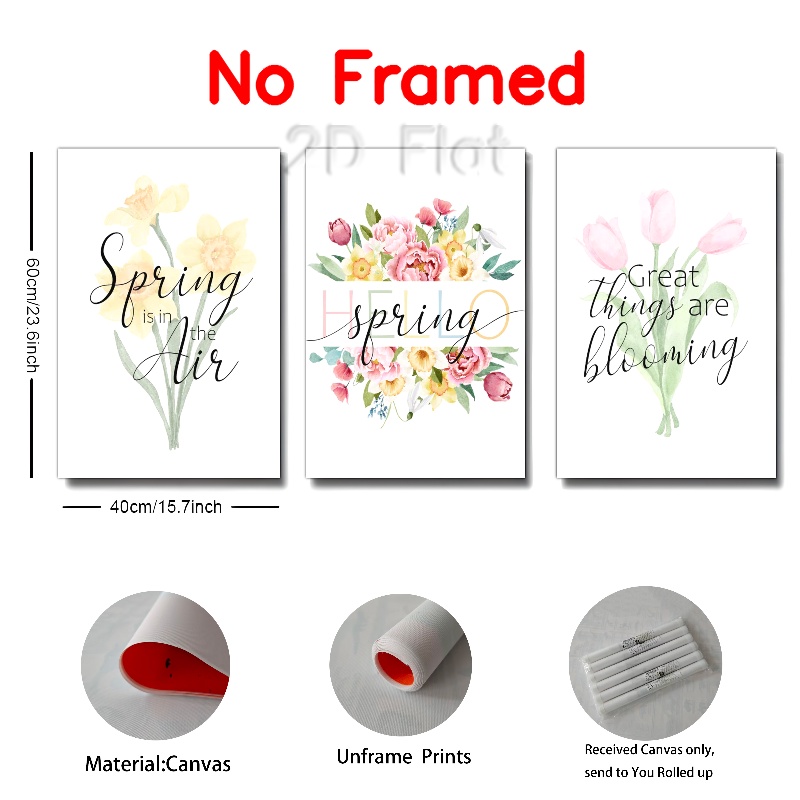 No Framed
2D Flat
60cm/23.6inch
Spring
is in
the
Air
HELLO
spring
Great
things are
blooming
40cm/15.7inch
Material:Canvas
Unframe Prints
Received Canvas only,
send to You Rolled up